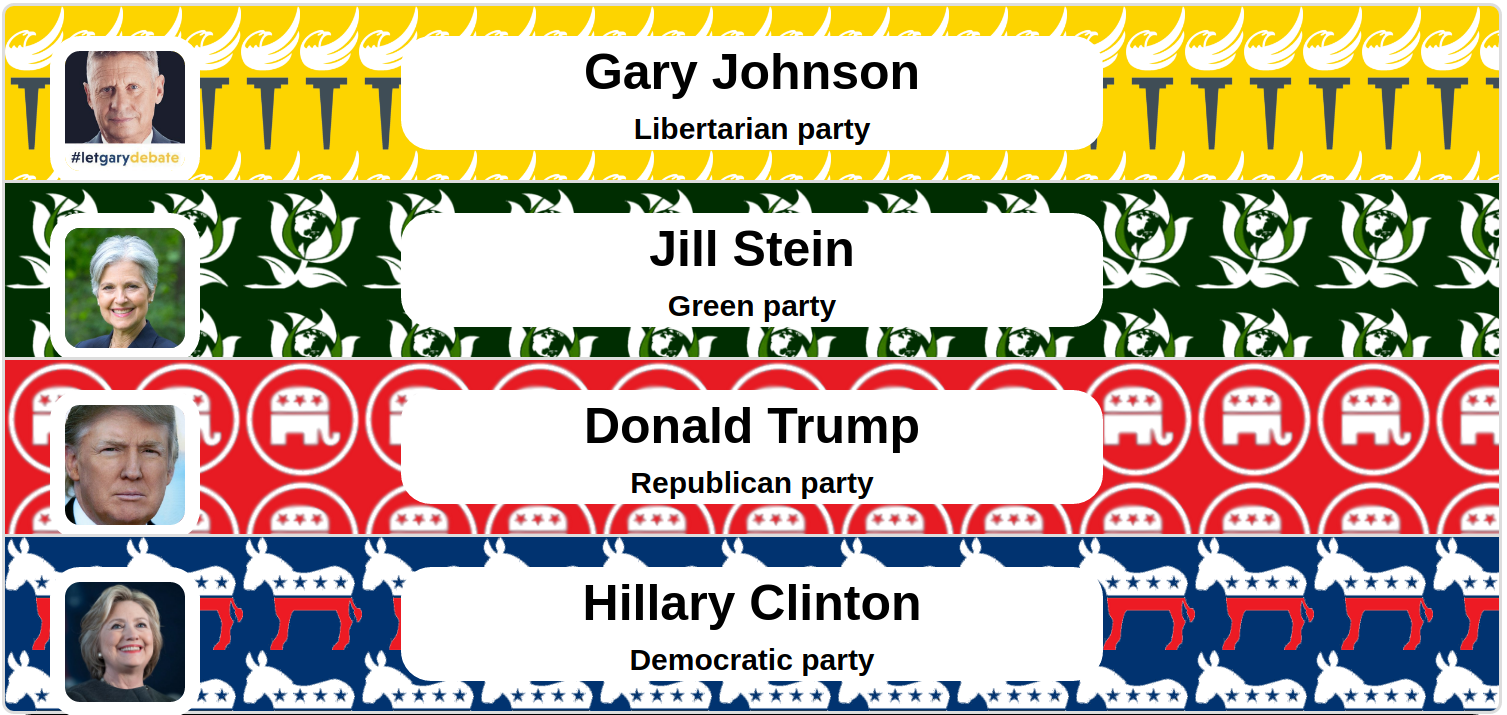 Gary Johnson
Libertarian party
#letgarydebate
Jill Stein
Green party
Donald Trump
Republican party
Hillary Clinton
Democratic party